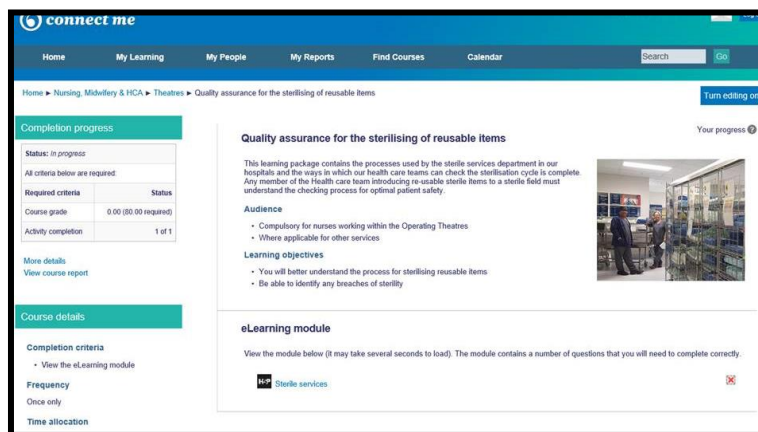 connect me
Home My Learning My People My Reports Find Courses Calendar Search Go
Home ► Nursing, Midwifery & HCA ► Theatres ► Quality assurance for the sterilising of reusable items
Turn editing on
Completion progress
Status: In progress
All criteria below are required:
Required criteria Status
Course grade 0.00 (80.00 required)
Activity completion 1 of 1
More details
View course report
Course details
Completion criteria
• View the eLearning module
Frequency
Once only
Time allocation
Your progress
Quality assurance for the sterilising of reusable items
This learning package contains the processes used by the sterile services department in our
hospitals and the ways in which our health care teams can check the sterilisation cycle is complete.
Any member of the Health care team introducing re-usable sterile items to a sterile field must
understand the checking process for optimal patient safety.
Audience
• Compulsory for nurses working within the Operating Theatres
• Where applicable for other services
Learning objectives
• You will better understand the process for sterilising reusable items
• Be able to identify any breaches of sterility
eLearning module
View the module below (it may take several seconds to load). The module contains a number of questions that you will need to complete correctly.
H5P Sterile services